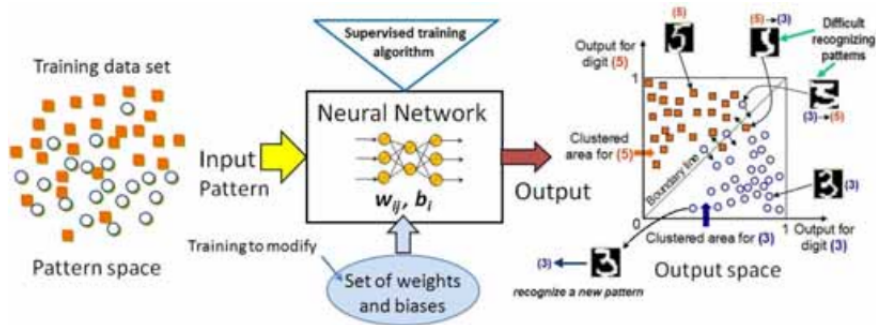 Training data set
Pattern space
Input
Pattern
Supervised training
algorithm
Neural Network
w_ij, b_i
Training to modify
Set of weights
and biases
Output
(5)
(5)→(3)
Difficult
recognizing
patterns
Output for
digit (5)
1
(3)→(5)
Clustered
area for (5)
Boundary line
(3)
0
1
Output for
digit (3)
Clustered area for (3)
(3)
recognize a new pattern
Output space